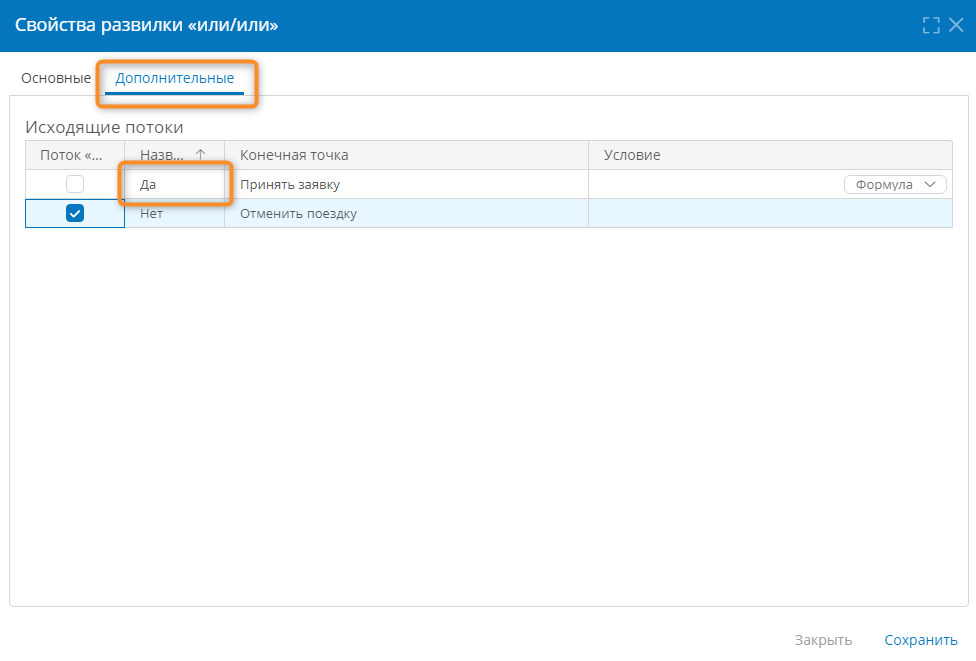 Свойства развилки «или/или»
Основные Дополнительные
Исходящие потоки
Поток «... Назв... Конечная точка Условие
Да Принять заявку Формула
Нет Отменить поездку
Закрыть Сохранить